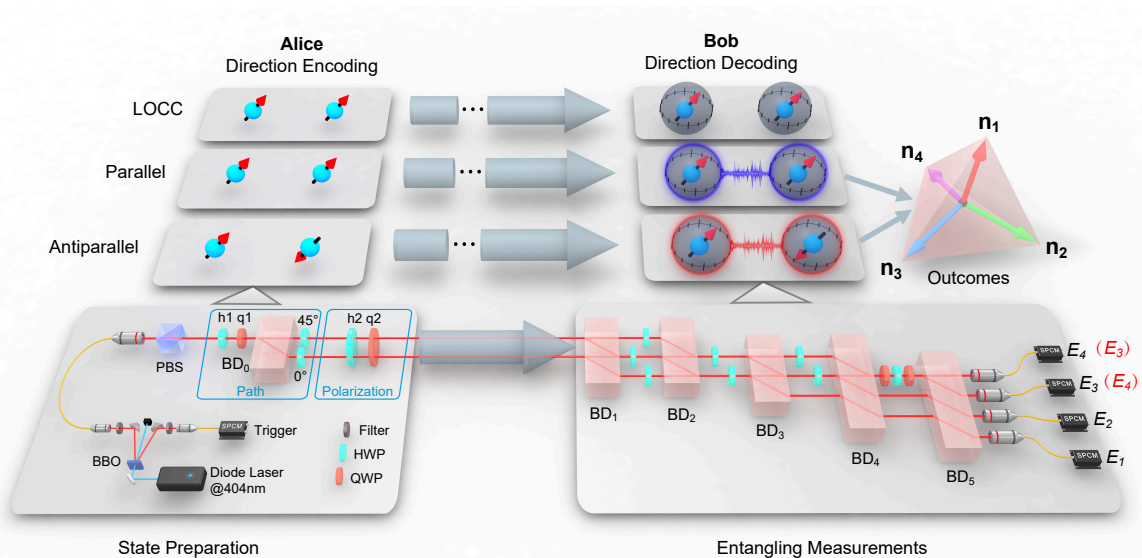 Alice
Direction Encoding
Bob
Direction Decoding
LOCC
Parallel
Antiparallel
n1
n4
n2
n3
Outcomes
h1 q1
45°
h2 q2
PBS
BD0
0°
Path
Polarization
SPCM
Trigger
BBO
Diode Laser
@404nm
Filter
HWP
QWP
BD1
BD2
BD3
BD4
BD5
SPCM
E4 (E3)
SPCM
E3 (E4)
SPCM
E2
SPCM
E1
State Preparation
Entangling Measurements